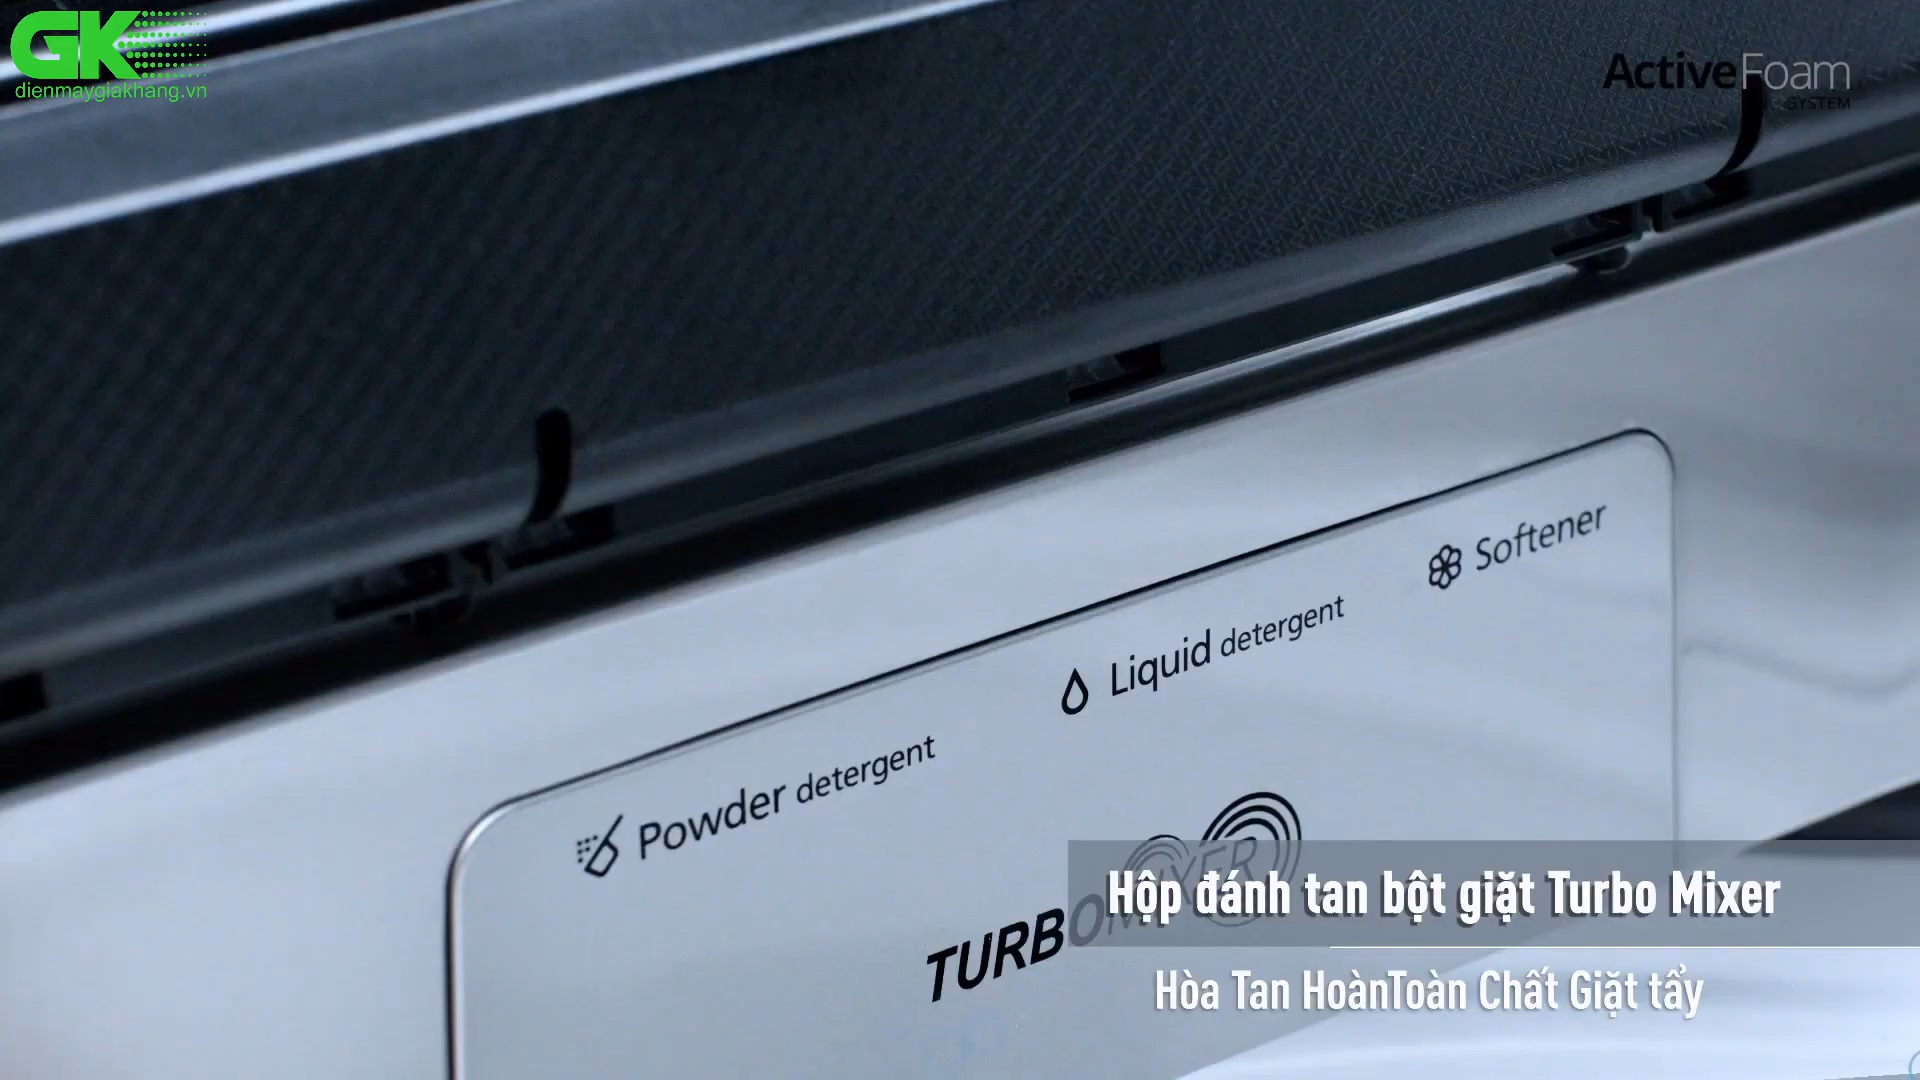 GK
dienmaygiakhang.vn
ActiveFoam
SYSTEM
Softener
Liquid detergent
Powder detergent
TURBOMIXER
Hộp đánh tan bột giặt Turbo Mixer
Hòa Tan HoànToàn Chất Giặt tẩy